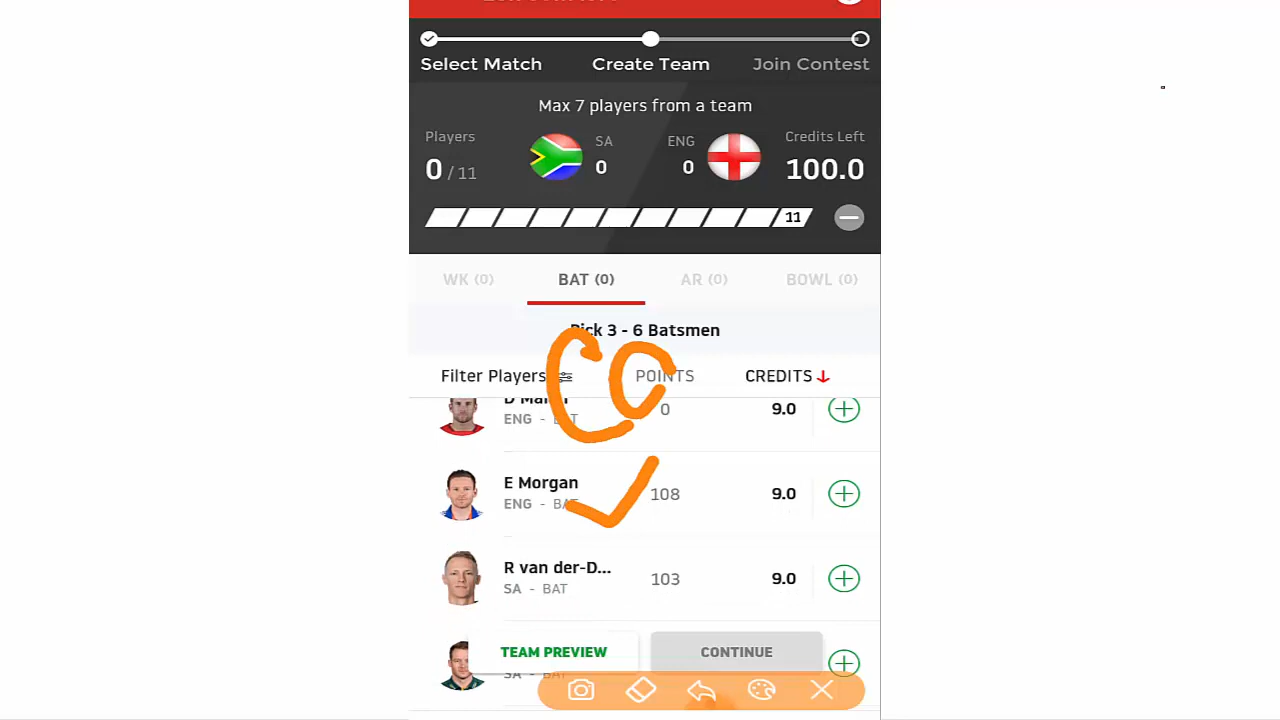 Select Match Create Team Join Contest
Max 7 players from a team
Players SA ENG Credits Left
0 / 11 0 0 100.0
11
WK (0) BAT (0) AR (0) BOWL (0)
Pick 3 - 6 Batsmen
Filter Players POINTS CREDITS
CC
0 9.0
ENG - BAT
E Morgan
ENG - BAT 108 9.0
R van der-D...
SA - BAT 103 9.0
TEAM PREVIEW CONTINUE
SA - BAT